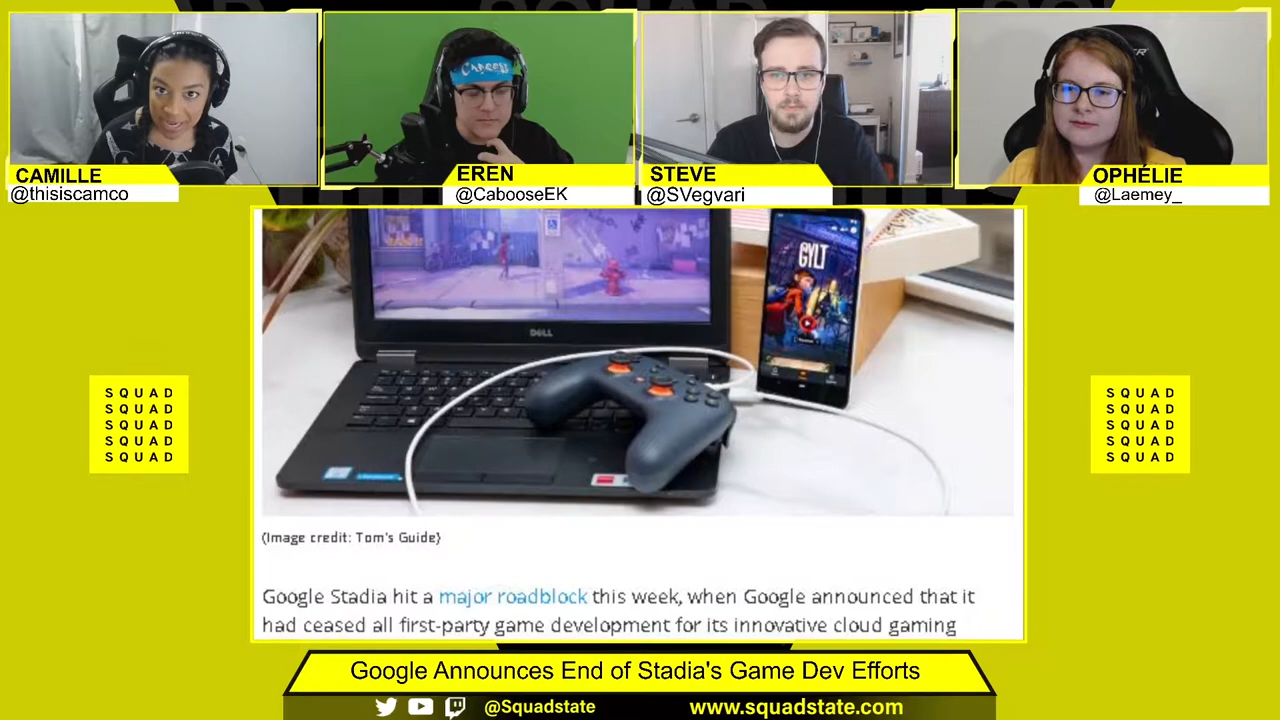 CAMILLE
@thisiscamco
EREN
@CabooseEK
STEVE
@SVegvari
OPHÉLIE
@Laemey_
GYLT
DELL
S Q U A D
S Q U A D
S Q U A D
S Q U A D
S Q U A D
S Q U A D
S Q U A D
S Q U A D
S Q U A D
S Q U A D
(Image credit: Tom's Guide)
Google Stadia hit a major roadblock this week, when Google announced that it
had ceased all first-party game development for its innovative cloud gaming
Google Announces End of Stadia's Game Dev Efforts
@Squadstate
www.squadstate.com